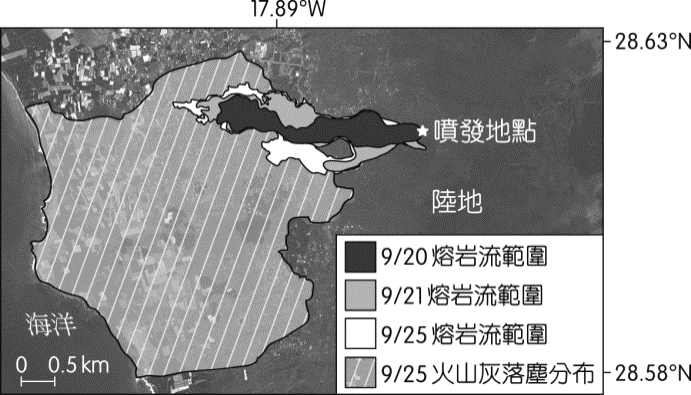 17.89°W
28.63°N
噴發地點
陸地
9/20 熔岩流範圍
9/21 熔岩流範圍
9/25 熔岩流範圍
9/25 火山灰落塵分布
海洋
0 0.5 km
28.58°N